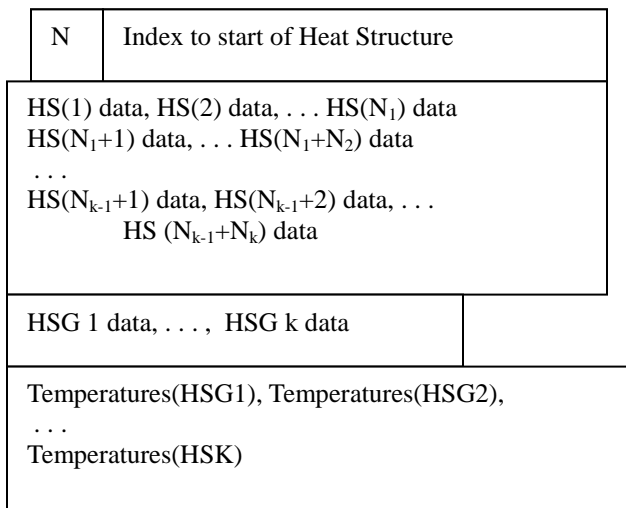 N Index to start of Heat Structure
HS(1) data, HS(2) data, . . . HS(N₁) data
HS(N₁+1) data, . . . HS(N₁+N₂) data
. . .
HS(Nₖ₋₁+1) data, HS(Nₖ₋₁+2) data, . . .
HS (Nₖ₋₁+Nₖ) data
HSG 1 data, . . . , HSG k data
Temperatures(HSG1), Temperatures(HSG2),
. . .
Temperatures(HSK)